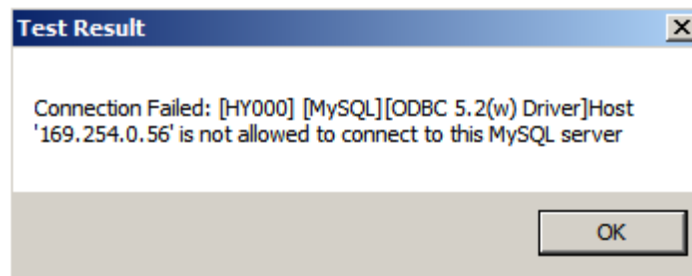 Test Result
Connection Failed: [HY000] [MySQL][ODBC 5.2(w) Driver]Host
'169.254.0.56' is not allowed to connect to this MySQL server
OK